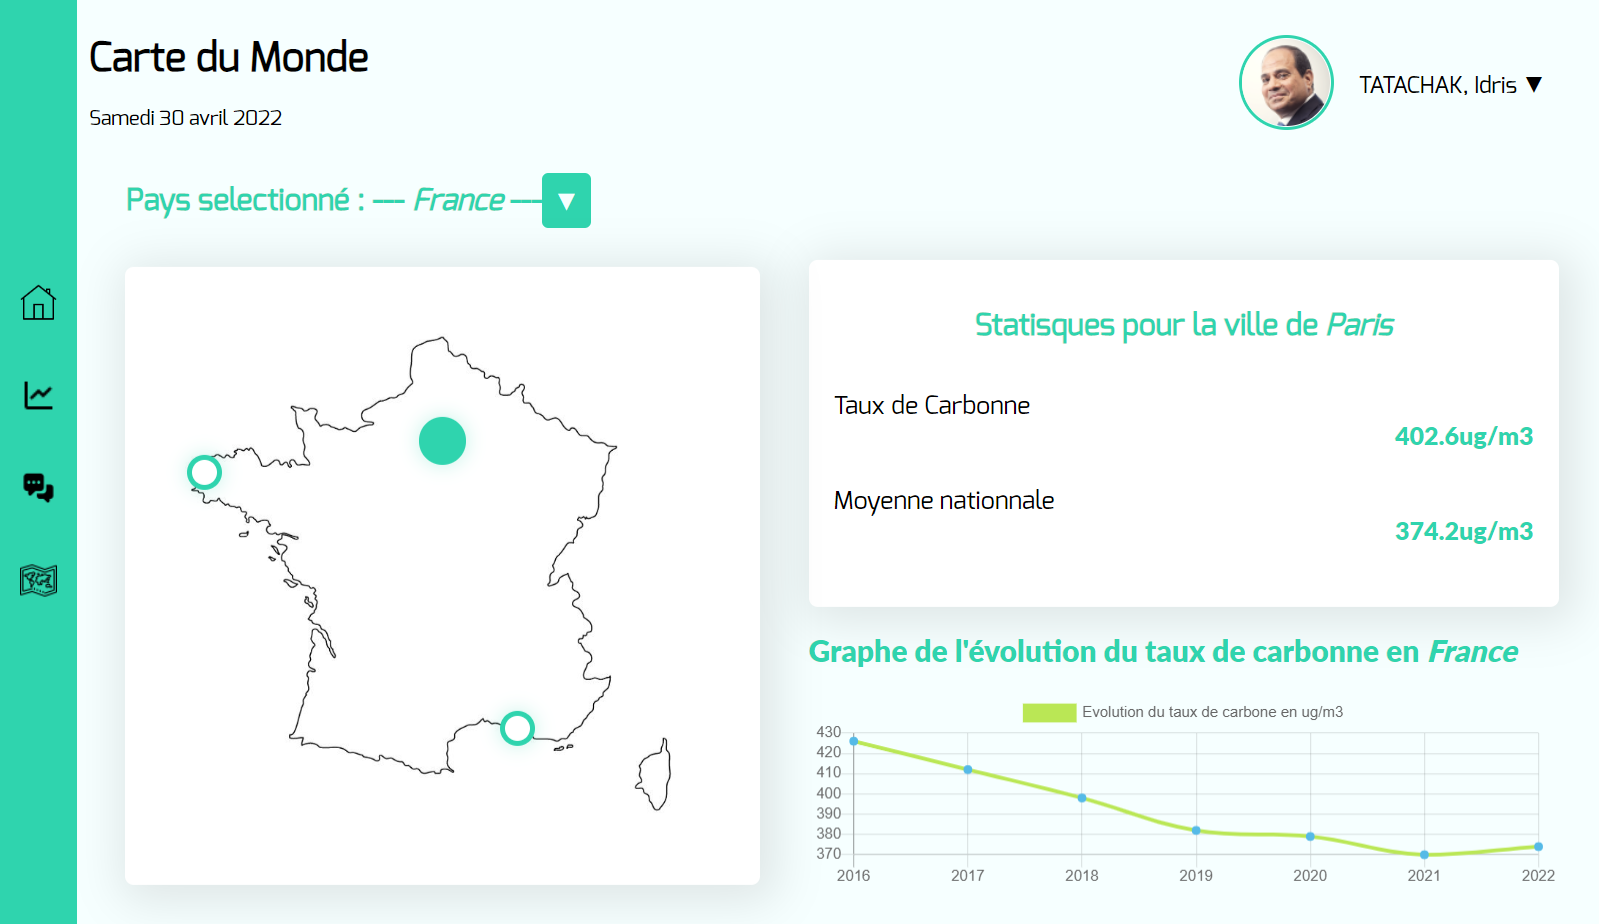 Carte du Monde
TATACHAK, Idris ▼
Samedi 30 avril 2022
Pays selectionné : --- France --- ▼
Statisques pour la ville de Paris
Taux de Carbonne
402.6ug/m3
Moyenne nationnale
374.2ug/m3
Graphe de l'évolution du taux de carbonne en France
Evolution du taux de carbone en ug/m3
430
420
410
400
390
380
370
2016 2017 2018 2019 2020 2021 2022